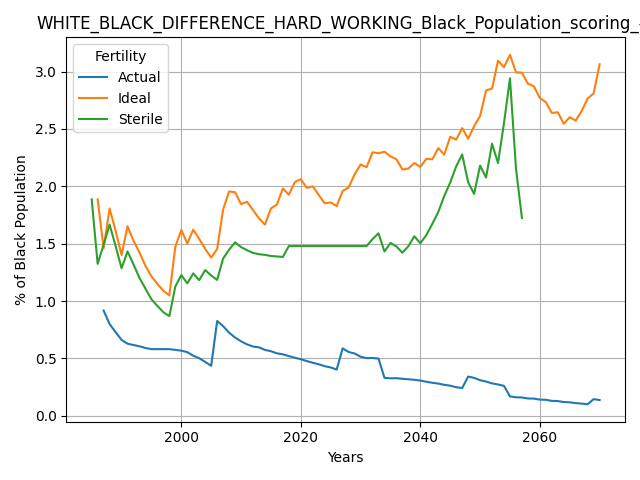 WHITE_BLACK_DIFFERENCE_HARD_WORKING_Black_Population_scoring_
Fertility
Actual
Ideal
Sterile
% of Black Population
3.0
2.5
2.0
1.5
1.0
0.5
0.0
2000
2020
2040
2060
Years